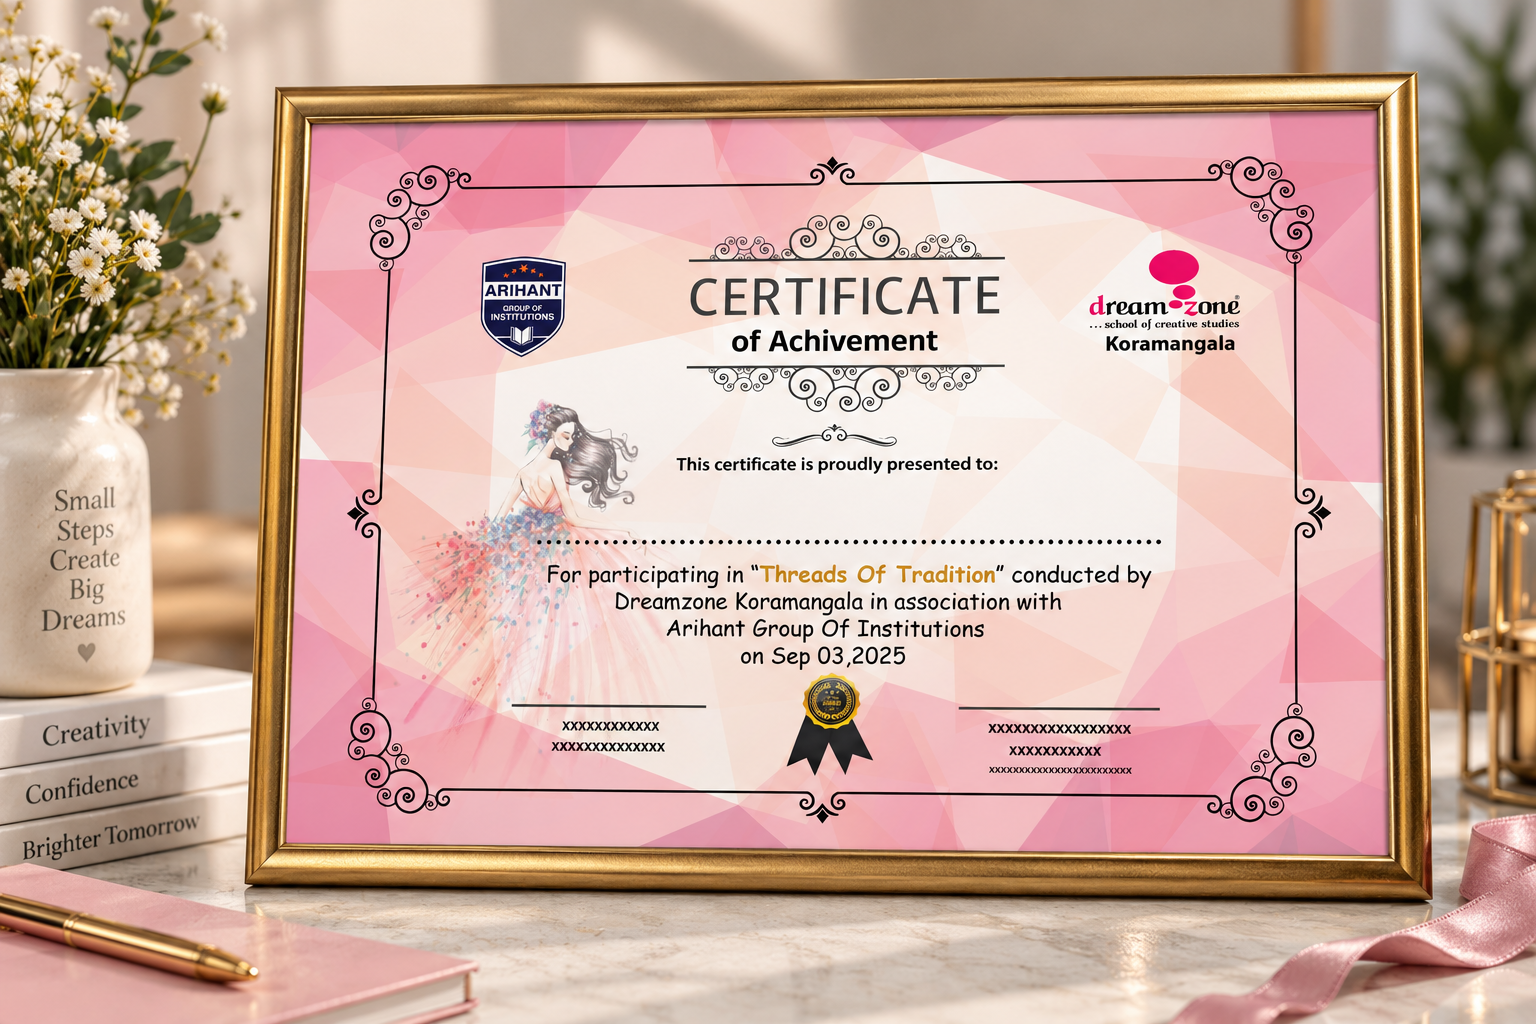 ARIHANT
GROUP OF
INSTITUTIONS
CERTIFICATE
of Achivement
dream zone®
...school of creative studies
Koramangala
This certificate is proudly presented to:
For participating in “Threads Of Tradition” conducted by
Dreamzone Koramangala in association with
Arihant Group Of Institutions
on Sep 03,2025
xxxxxxxxxxxx
xxxxxxxxxxxxxx
xxxxxxxxxxxxxxxx
xxxxxxxxxxx
xxxxxxxxxxxxxxxxxxxxxxxx
Small
Steps
Create
Big
Dreams
Creativity
Confidence
Brighter Tomorrow